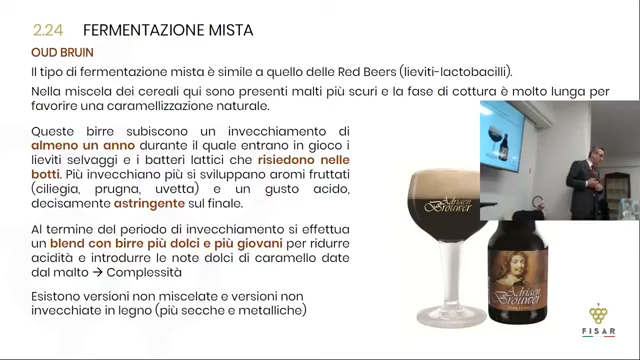 2.24 FERMENTAZIONE MISTA
OUD BRUIN
Il tipo di fermentazione mista è simile a quello delle Red Beers (lieviti-lactobacilli).
Nella miscela dei cereali qui sono presenti malti più scuri e la fase di cottura è molto lunga per
favorire una caramellizzazione naturale.
Queste birre subiscono un invecchiamento di
almeno un anno durante il quale entrano in gioco i
lieviti selvaggi e i batteri lattici che risiedono nelle
botti. Più invecchiano più si sviluppano aromi fruttati
(ciliegia, prugna, uvetta) e un gusto acido,
decisamente astringente sul finale.
Al termine del periodo di invecchiamento si effettua
un blend con birre più dolci e più giovani per ridurre
acidità e introdurre le note dolci di caramello date
dal malto → Complessità
Esistono versioni non miscelate e versioni non
invecchiate in legno (più secche e metalliche)
Adriaen
Brouwer
Adriaen
Brouwer
FISAR